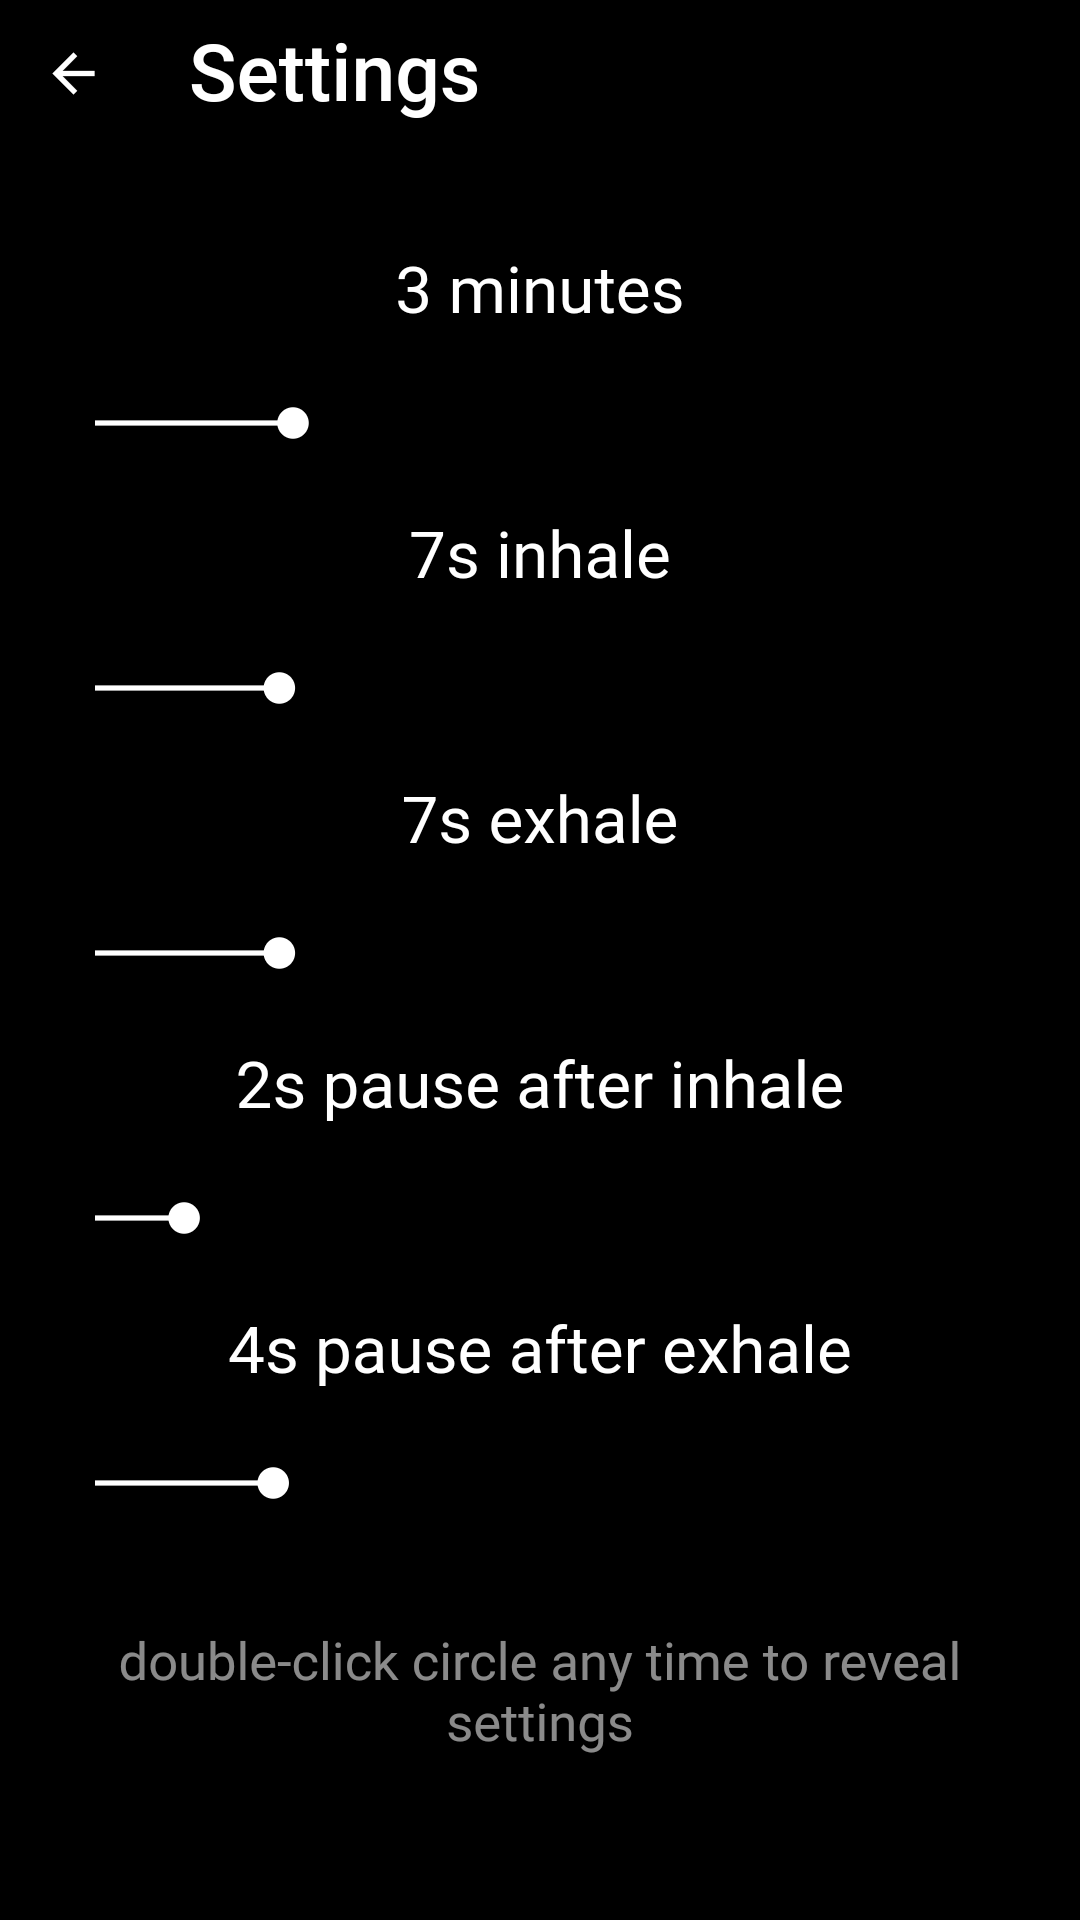 Settings
3 minutes
7s inhale
7s exhale
2s pause after inhale
4s pause after exhale
double-click circle any time to reveal
settings